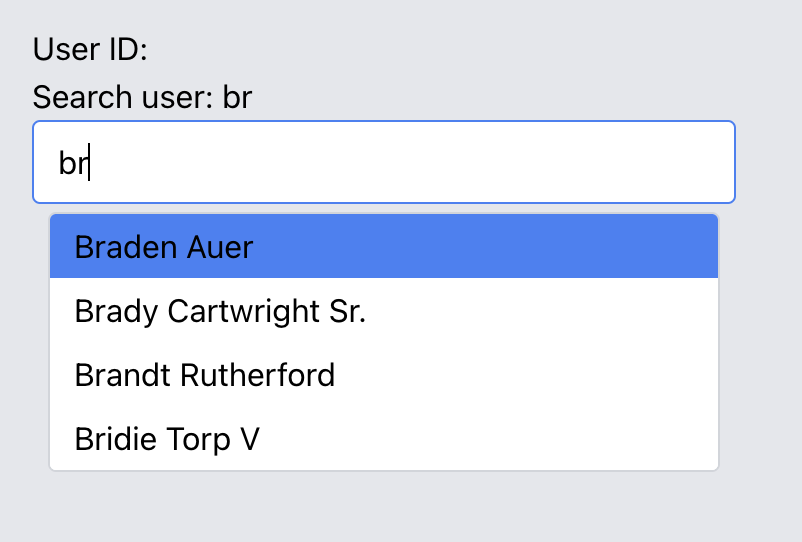 User ID:
Search user: br
br
Braden Auer
Brady Cartwright Sr.
Brandt Rutherford
Bridie Torp V